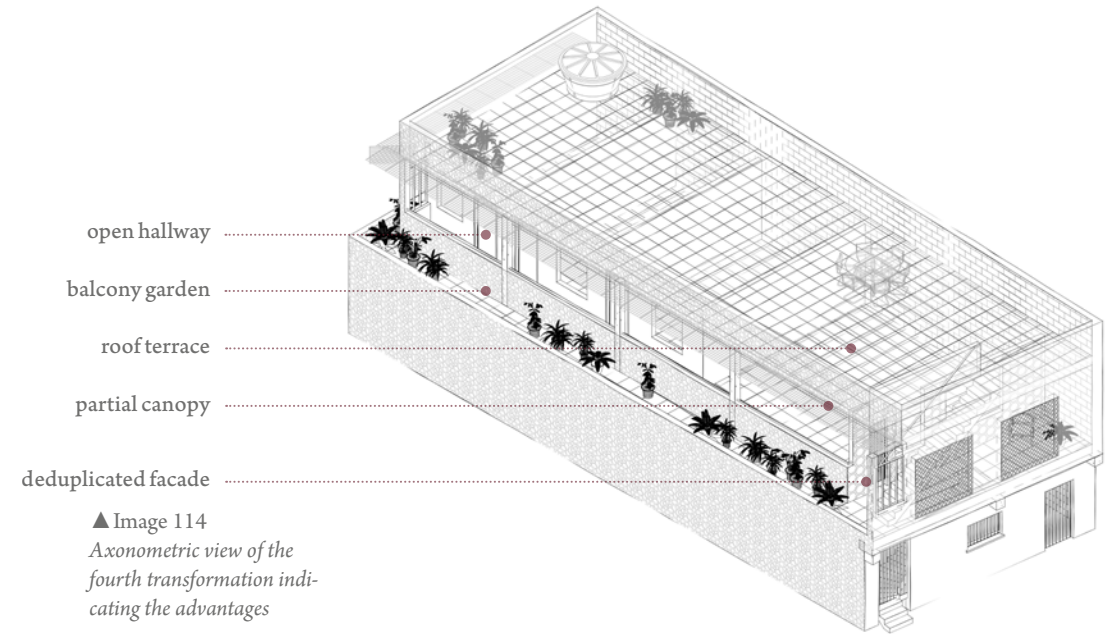 open hallway
balcony garden
roof terrace
partial canopy
deduplicated facade
▲Image 114
Axonometric view of the
fourth transformation indi-
cating the advantages